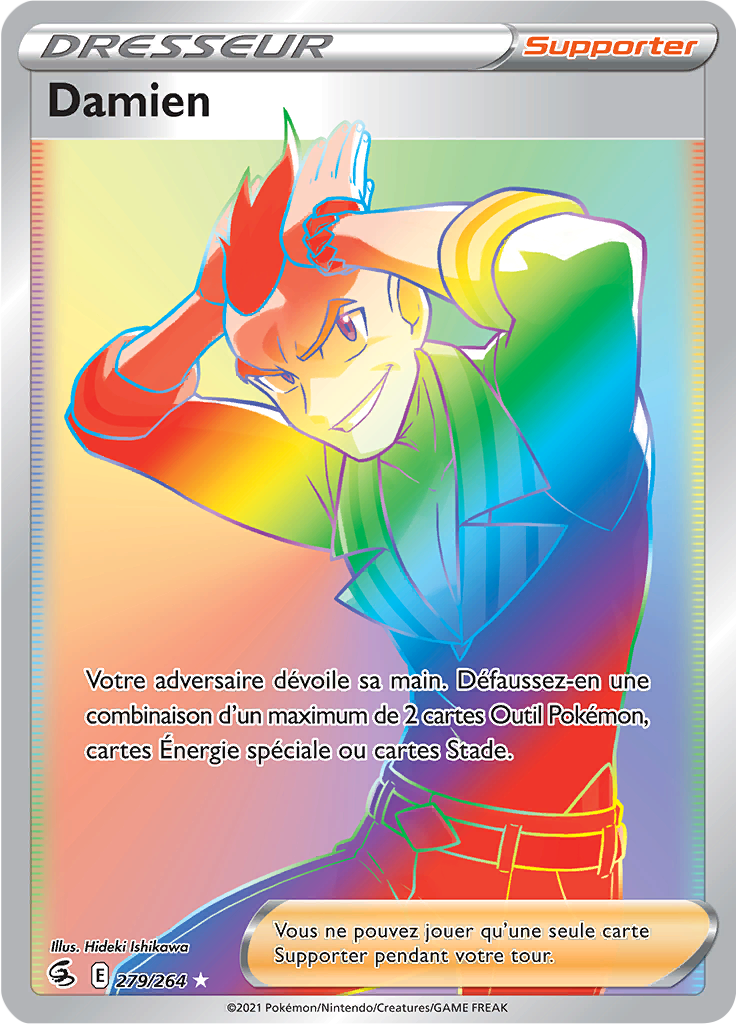 DRESSEUR Supporter
Damien
Votre adversaire dévoile sa main. Défaussez-en une
combinaison d'un maximum de 2 cartes Outil Pokémon,
cartes Énergie spéciale ou cartes Stade.
Vous ne pouvez jouer qu'une seule carte
Supporter pendant votre tour.
Illus. Hideki Ishikawa
E 279/264 ★
©2021 Pokémon/Nintendo/Creatures/GAME FREAK